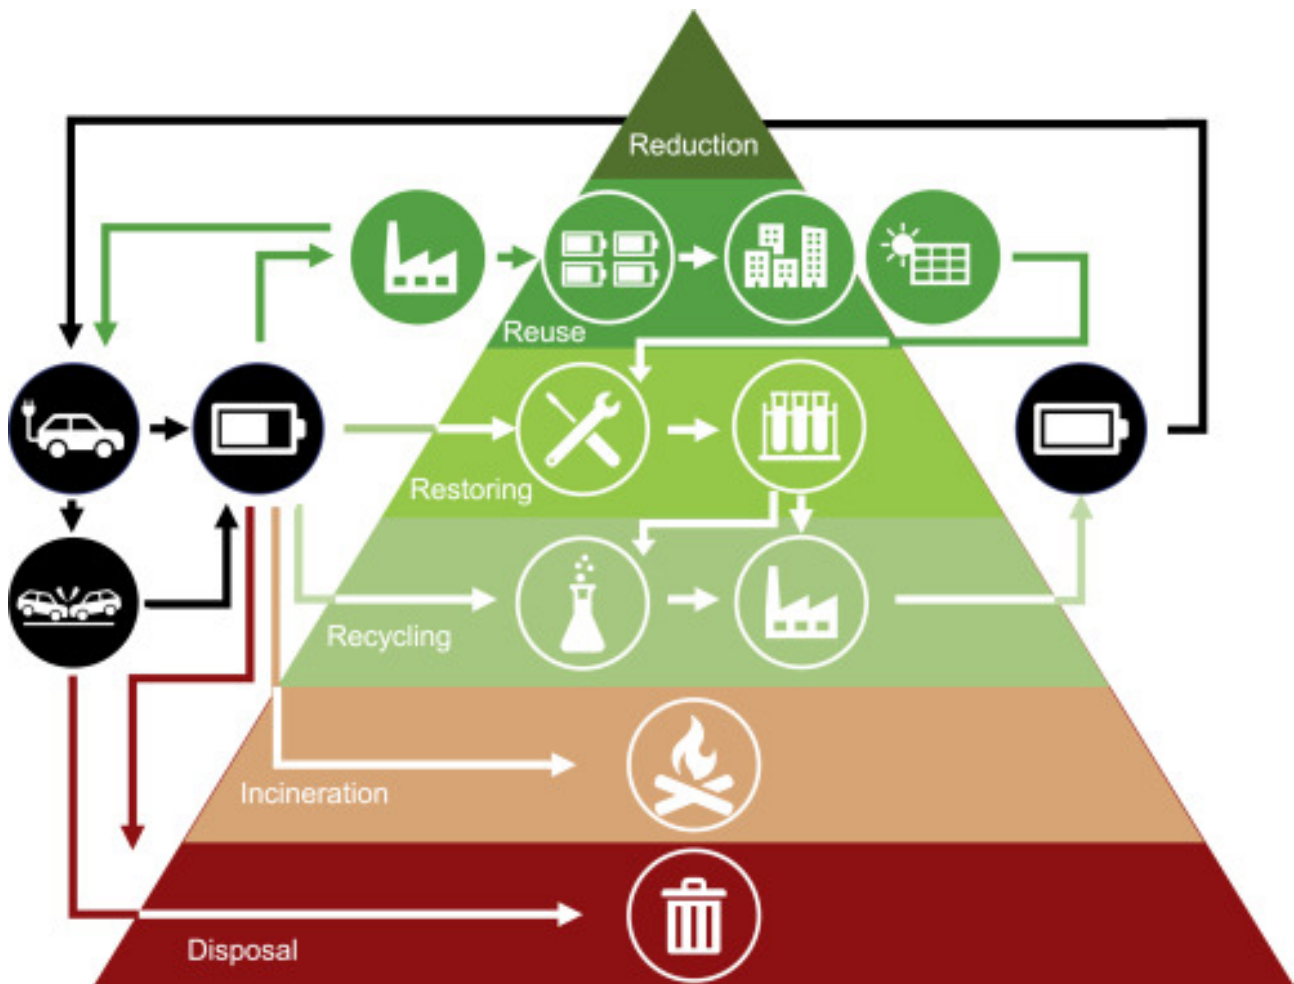 Reduction
Reuse
Restoring
Recycling
Incineration
Disposal